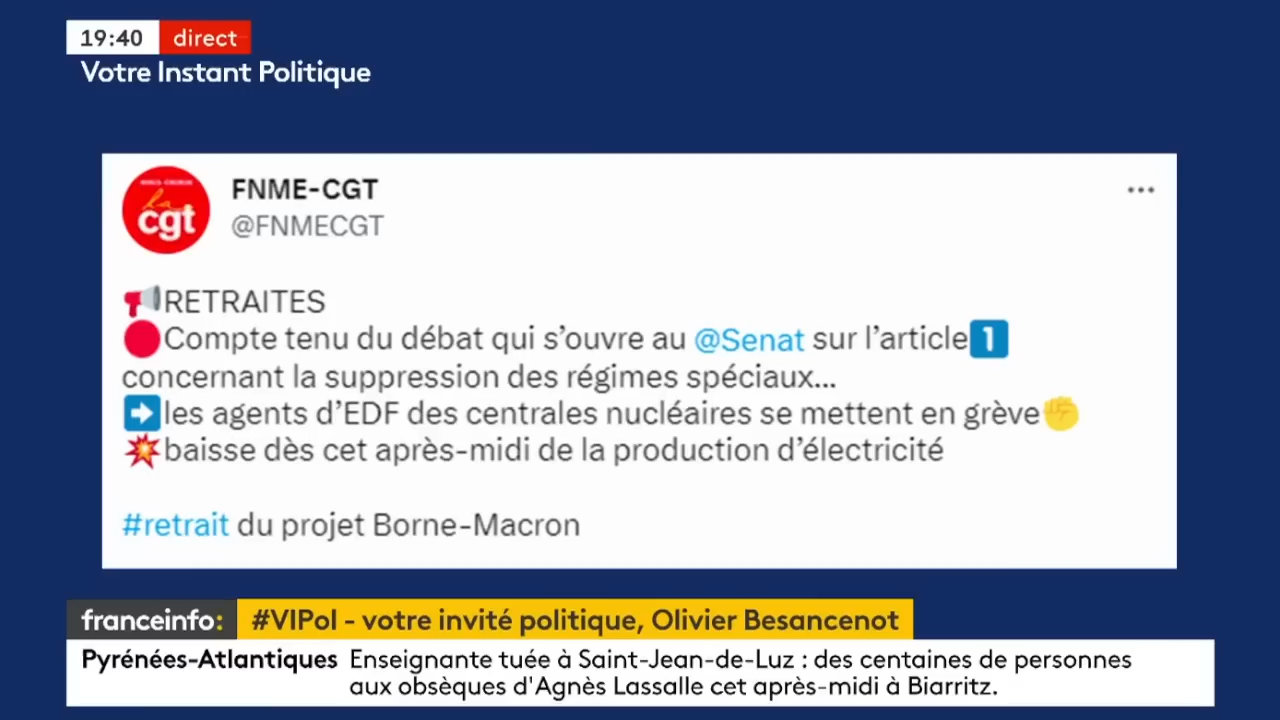 19:40 direct
Votre Instant Politique
la
cgt
FNME-CGT
@FNMECGT
📢RETRAITES
🔴Compte tenu du débat qui s’ouvre au @Senat sur l’article1️⃣
concernant la suppression des régimes spéciaux...
➡️les agents d’EDF des centrales nucléaires se mettent en grève✊
💥baisse dès cet après-midi de la production d’électricité
#retrait du projet Borne-Macron
franceinfo: #VIPol - votre invité politique, Olivier Besancenot
Pyrénées-Atlantiques Enseignante tuée à Saint-Jean-de-Luz : des centaines de personnes
aux obsèques d'Agnès Lassalle cet après-midi à Biarritz.